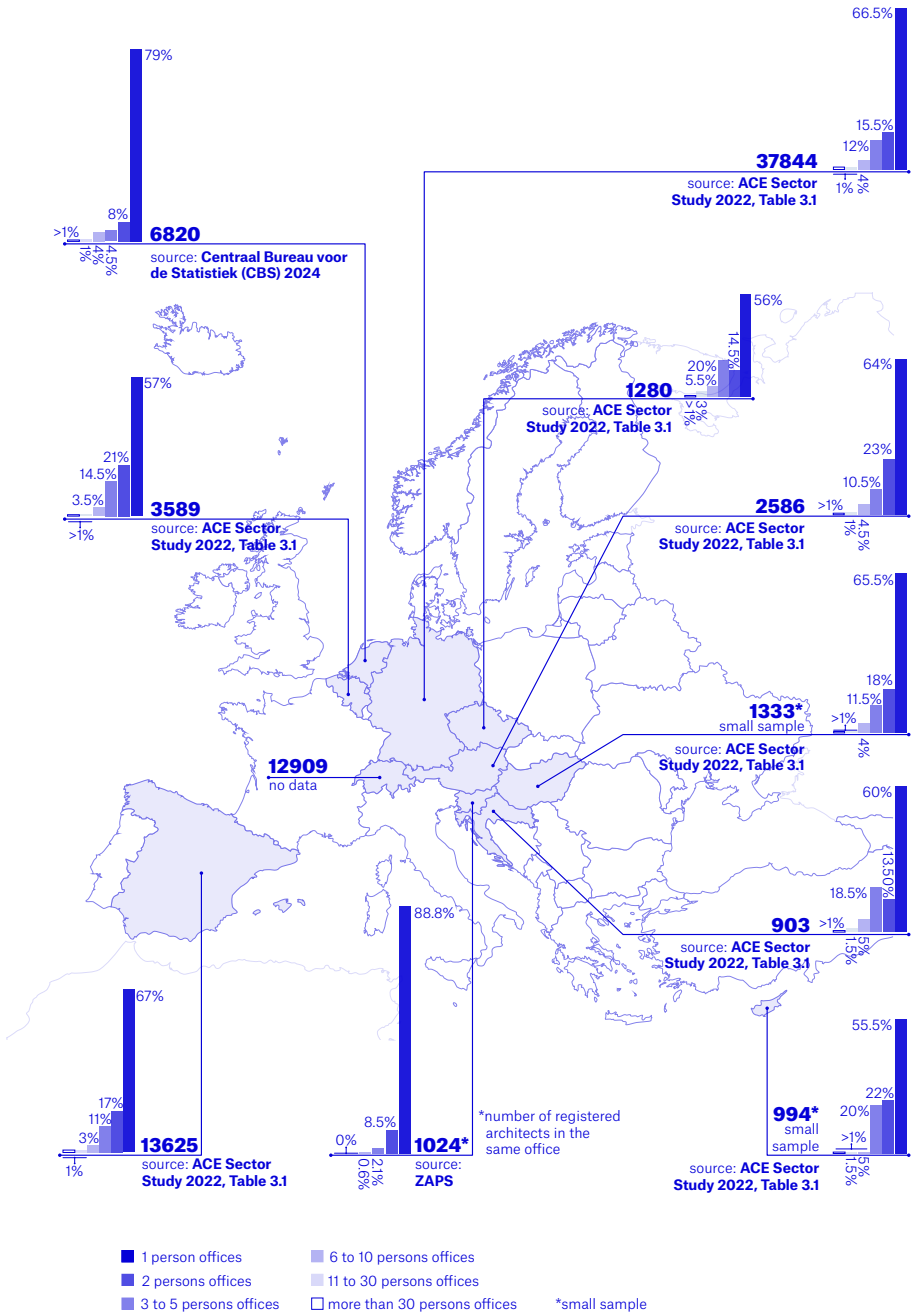 66.5%
15.5%
12%
4%
1%
37844
source: ACE Sector
Study 2022, Table 3.1
79%
8%
>1%
1%
4%
4.5%
6820
source: Centraal Bureau voor
de Statistiek (CBS) 2024
56%
14.5%
20%
5.5%
>1%
3%
1280
source: ACE Sector
Study 2022, Table 3.1
57%
21%
14.5%
3.5%
>1%
3589
source: ACE Sector
Study 2022, Table 3.1
64%
23%
10.5%
>1%
1%
4.5%
2586
source: ACE Sector
Study 2022, Table 3.1
65.5%
18%
11.5%
>1%
4%
1333*
small sample
source: ACE Sector
Study 2022, Table 3.1
12909
no data
60%
13.50%
18.5%
>1%
1.5%
5%
903
source: ACE Sector
Study 2022, Table 3.1
67%
17%
11%
3%
1%
13625
source: ACE Sector
Study 2022, Table 3.1
88.8%
8.5%
0%
0.6%
2.1%
1024*
source:
ZAPS
*number of registered
architects in the
same office
55.5%
22%
20%
>1%
1.5%
5%
994*
small
sample
source: ACE Sector
Study 2022, Table 3.1
1 person offices
2 persons offices
3 to 5 persons offices
6 to 10 persons offices
11 to 30 persons offices
more than 30 persons offices
*small sample